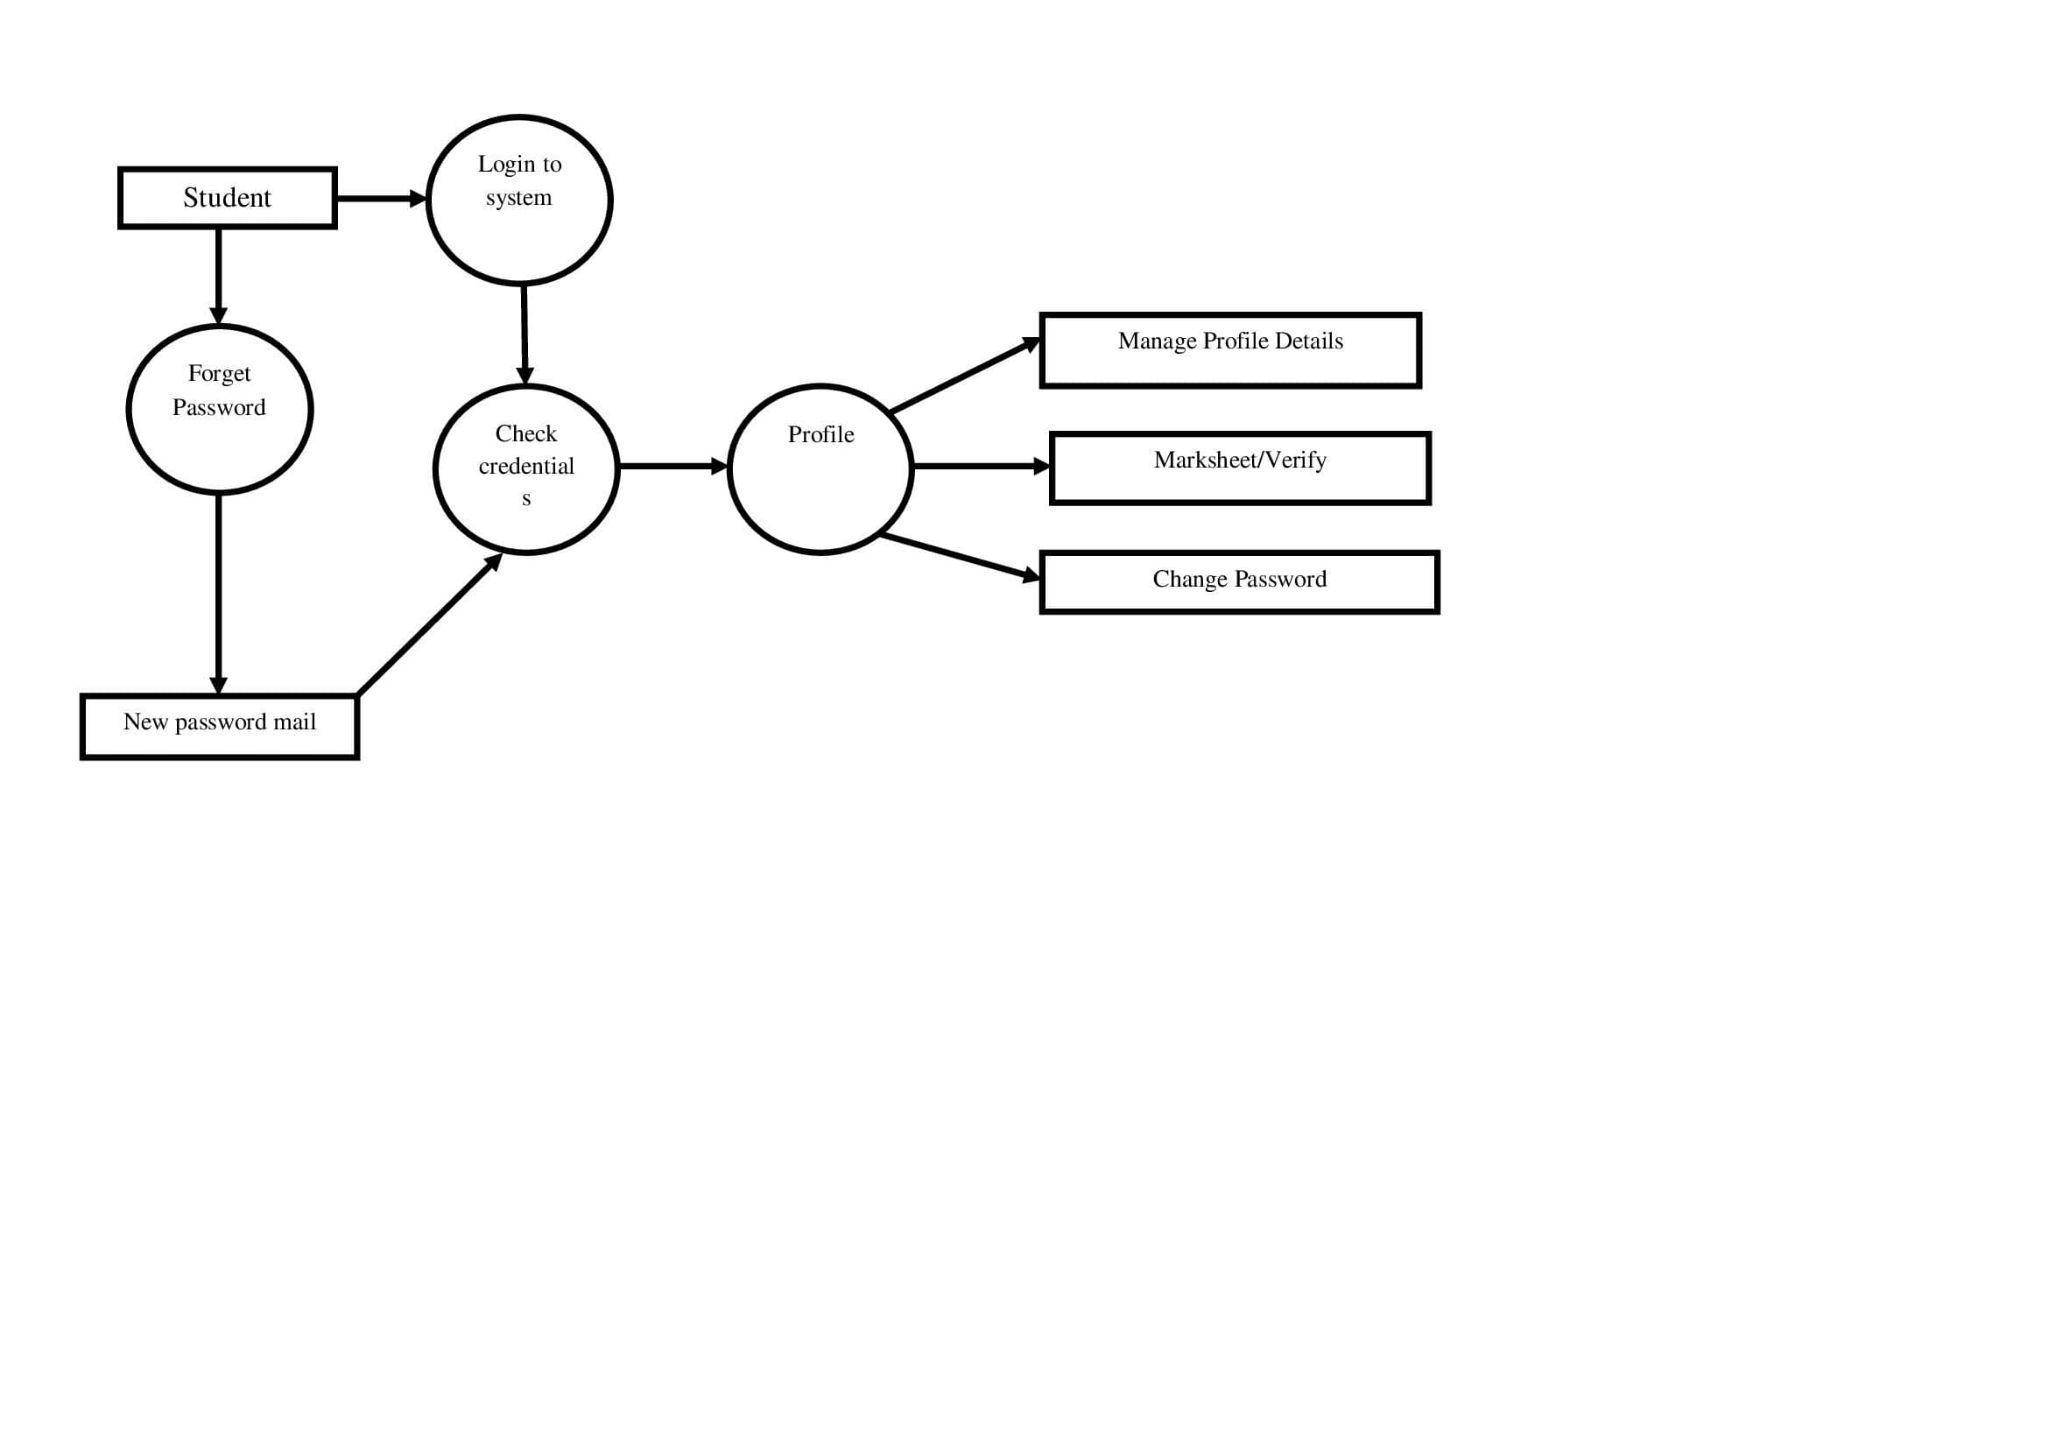 Student
Login to
system
Forget
Password
Check
credential
s
Profile
Manage Profile Details
Marksheet/Verify
Change Password
New password mail